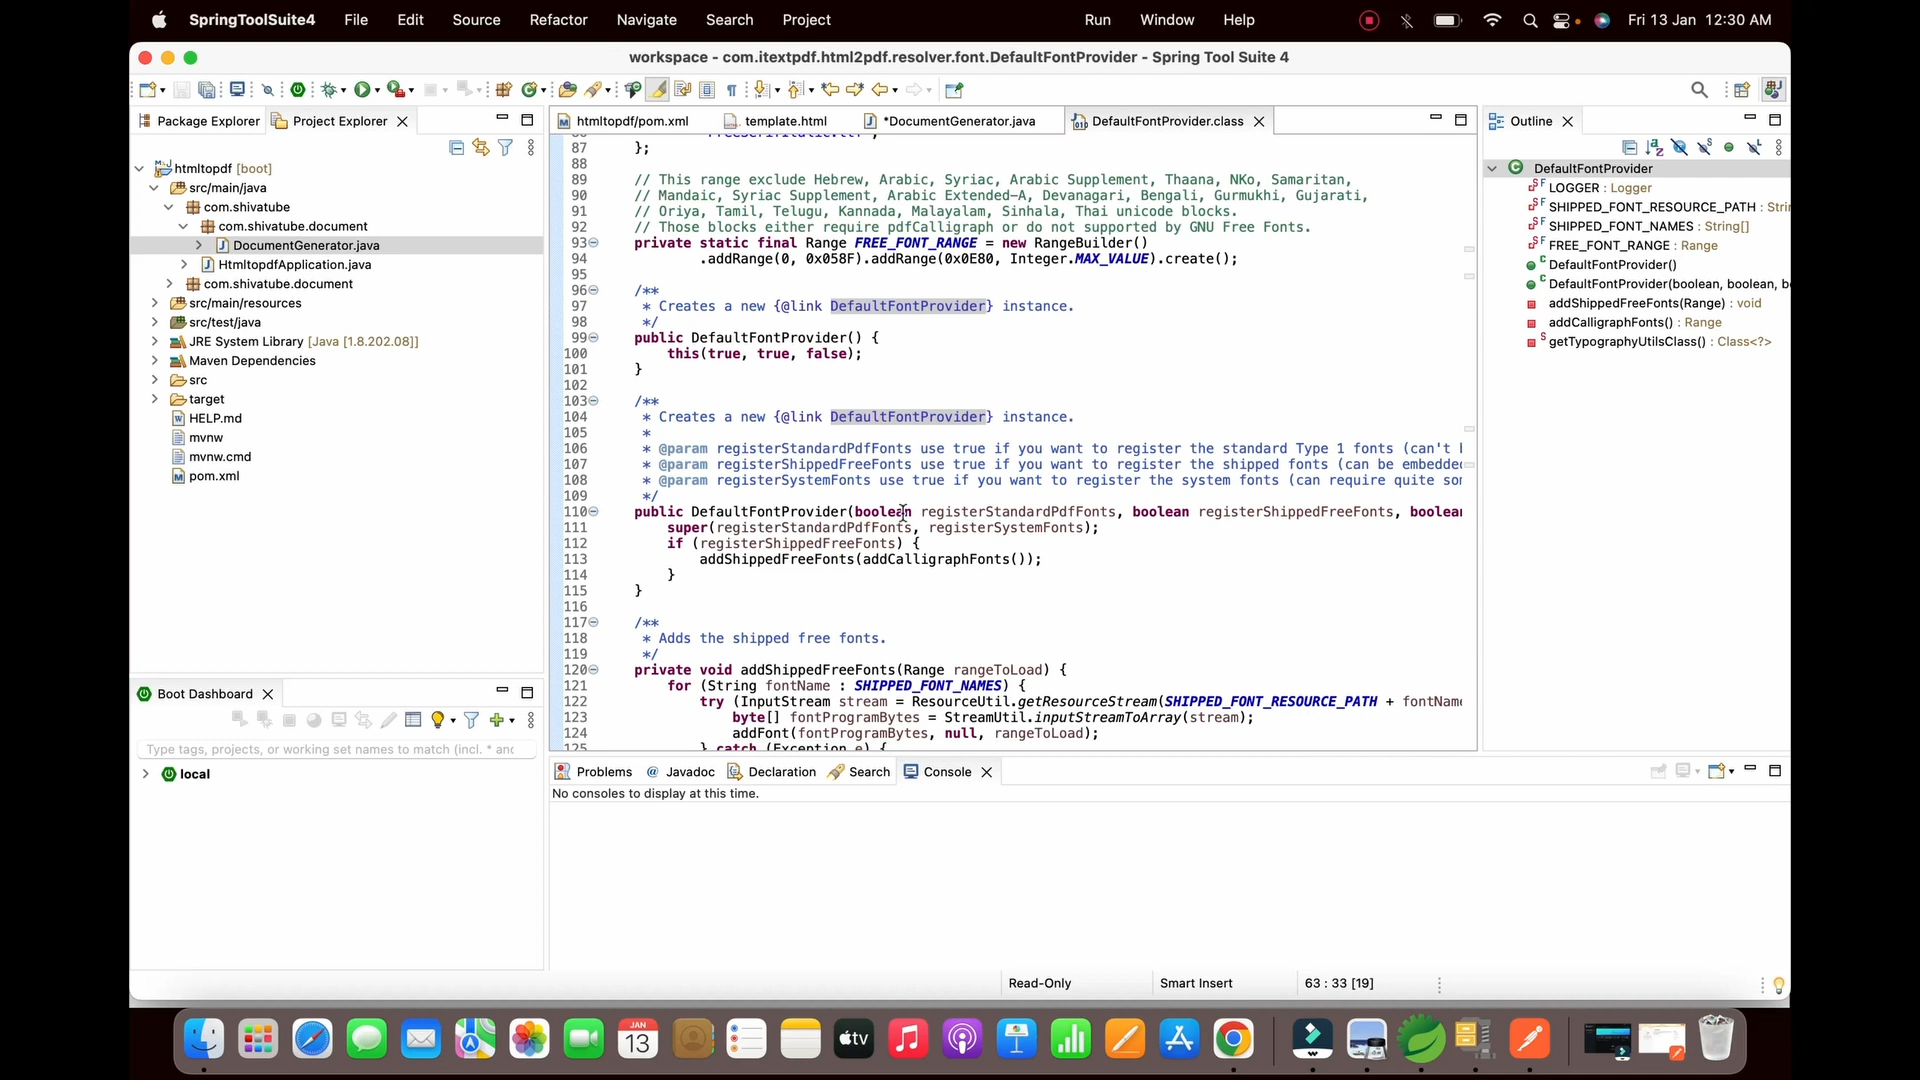 SpringToolSuite4 File Edit Source Refactor Navigate Search Project Run Window Help Fri 13 Jan 12:30 AM
workspace - com.itextpdf.html2pdf.resolver.font.DefaultFontProvider - Spring Tool Suite 4
Package Explorer Project Explorer
htmltopdf [boot]
src/main/java
com.shivatube
com.shivatube.document
DocumentGenerator.java
HtmltopdfApplication.java
com.shivatube.document
src/main/resources
src/test/java
JRE System Library [Java [1.8.202.08]]
Maven Dependencies
src
target
HELP.md
mvnw
mvnw.cmd
pom.xml
Boot Dashboard
Type tags, projects, or working set names to match (incl. * and
local
htmltopdf/pom.xml template.html *DocumentGenerator.java DefaultFontProvider.class
87 };
88
89 // This range exclude Hebrew, Arabic, Syriac, Arabic Supplement, Thaana, NKo, Samaritan,
90 // Mandaic, Syriac Supplement, Arabic Extended-A, Devanagari, Bengali, Gurmukhi, Gujarati,
91 // Oriya, Tamil, Telugu, Kannada, Malayalam, Sinhala, Thai unicode blocks.
92 // Those blocks either require pdfCalligraph or do not supported by GNU Free Fonts.
93 private static final Range FREE_FONT_RANGE = new RangeBuilder()
94 .addRange(0, 0x058F).addRange(0x0E80, Integer.MAX_VALUE).create();
95
96 /**
97 * Creates a new {@link DefaultFontProvider} instance.
98 */
99 public DefaultFontProvider() {
100 this(true, true, false);
101 }
102
103 /**
104 * Creates a new {@link DefaultFontProvider} instance.
105 *
106 * @param registerStandardPdfFonts use true if you want to register the standard Type 1 fonts (can't
107 * @param registerShippedFreeFonts use true if you want to register the shipped fonts (can be embedde
108 * @param registerSystemFonts use true if you want to register the system fonts (can require quite so
109 */
110 public DefaultFontProvider(boolean registerStandardPdfFonts, boolean registerShippedFreeFonts, boolean
111 super(registerStandardPdfFonts, registerSystemFonts);
112 if (registerShippedFreeFonts) {
113 addShippedFreeFonts(addCalligraphFonts());
114 }
115 }
116
117 /**
118 * Adds the shipped free fonts.
119 */
120 private void addShippedFreeFonts(Range rangeToLoad) {
121 for (String fontName : SHIPPED_FONT_NAMES) {
122 try (InputStream stream = ResourceUtil.getResourceStream(SHIPPED_FONT_RESOURCE_PATH + fontName
123 byte[] fontProgramBytes = StreamUtil.inputStreamToArray(stream);
124 addFont(fontProgramBytes, null, rangeToLoad);
125 } catch (Exception e) {
Outline
DefaultFontProvider
LOGGER : Logger
SHIPPED_FONT_RESOURCE_PATH : Strin
SHIPPED_FONT_NAMES : String[]
FREE_FONT_RANGE : Range
DefaultFontProvider()
DefaultFontProvider(boolean, boolean, bo
addShippedFreeFonts(Range) : void
addCalligraphFonts() : Range
getTypographyUtilsClass() : Class<?>
Problems Javadoc Declaration Search Console
No consoles to display at this time.
Read-Only Smart Insert 63 : 33 [19]
JAN
13
tv